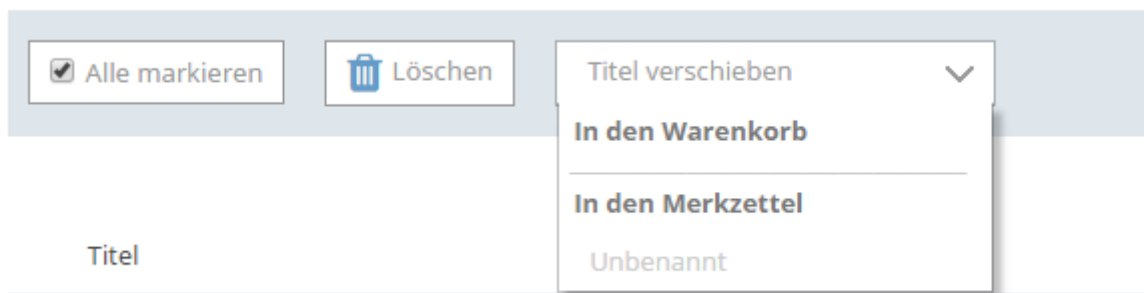 Alle markieren
Löschen
Titel verschieben
In den Warenkorb
In den Merkzettel
Unbenannt
Titel